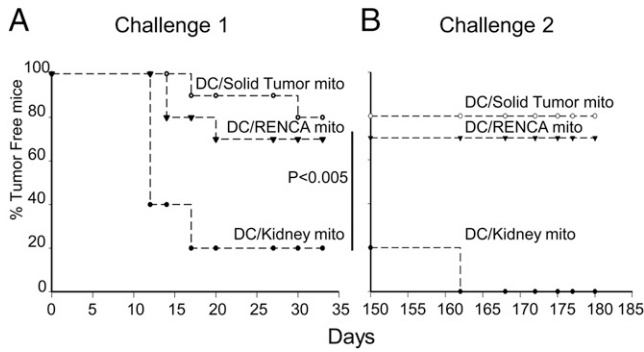 A
Challenge 1
B
Challenge 2
% Tumor Free mice
100
80
60
40
20
0
DC/Solid Tumor mito
DC/RENCA mito
DC/Kidney mito
P<0.005
DC/Solid Tumor mito
DC/RENCA mito
DC/Kidney mito
0 5 10 15 20 25 30 35
150 155 160 165 170 175 180 185
Days